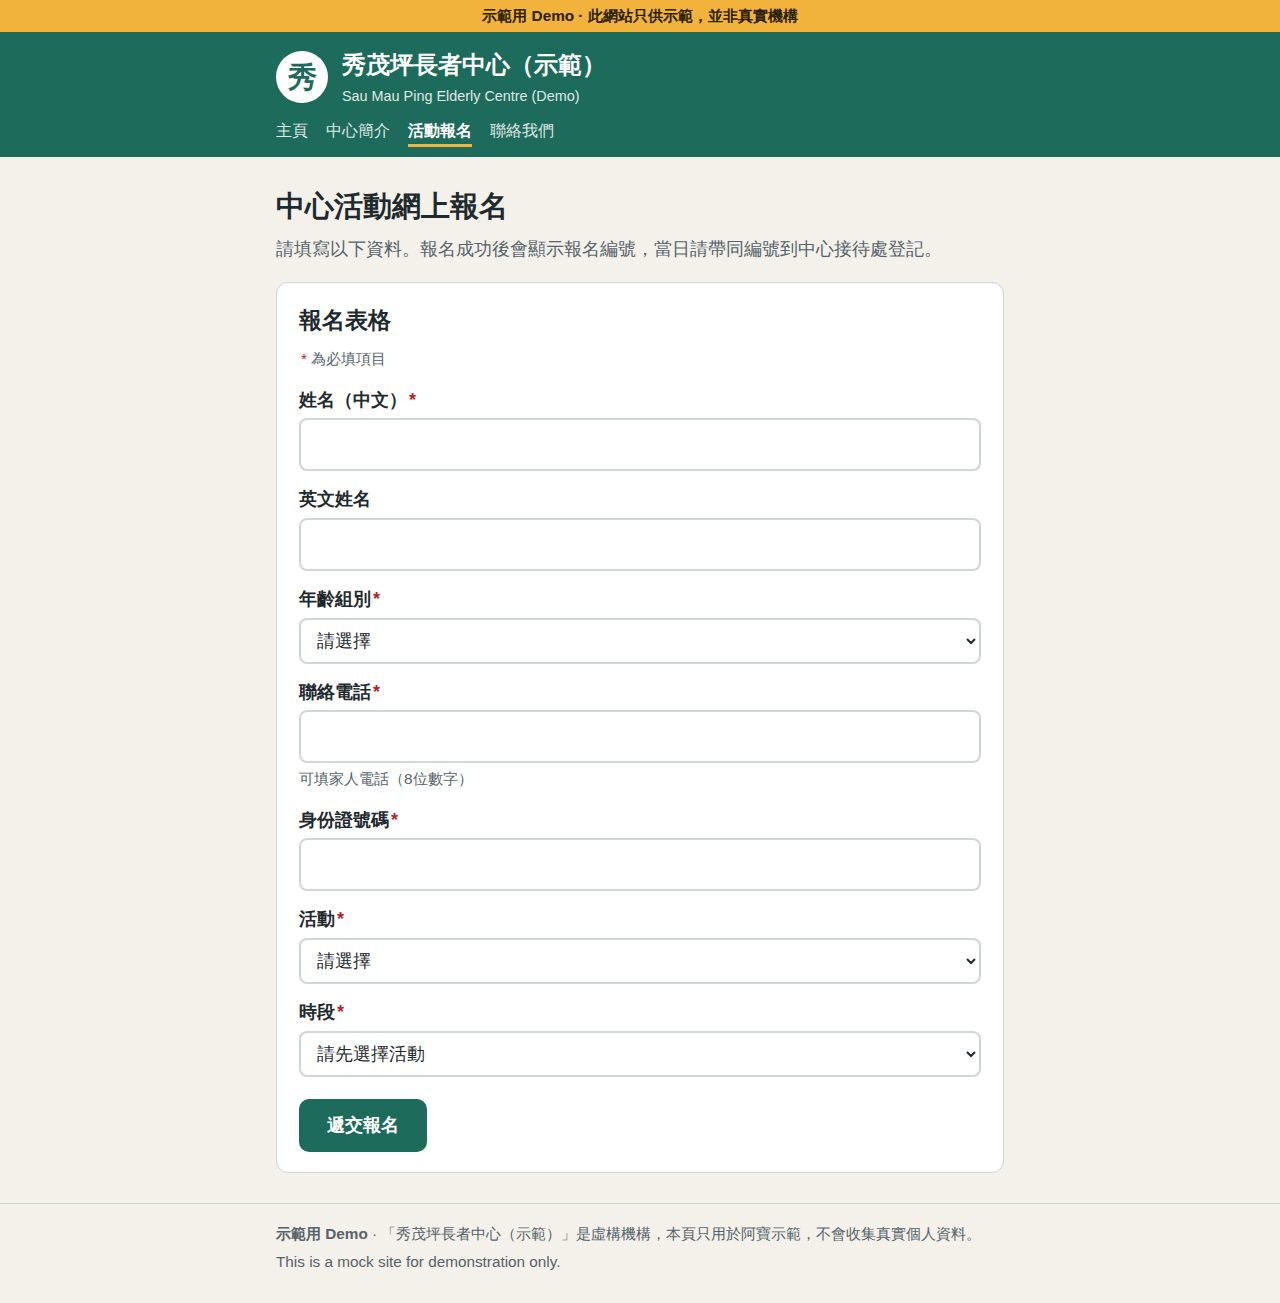 示範用 Demo · 此網站只供示範，並非真實機構
秀
秀茂坪長者中心（示範）
Sau Mau Ping Elderly Centre (Demo)
主頁 中心簡介 活動報名 聯絡我們
中心活動網上報名
請填寫以下資料。報名成功後會顯示報名編號，當日請帶同編號到中心接待處登記。
報名表格
* 為必填項目
姓名（中文）*
英文姓名
年齡組別*
請選擇
聯絡電話*
可填家人電話（8位數字）
身份證號碼*
活動*
請選擇
時段*
請先選擇活動
遞交報名
示範用 Demo · 「秀茂坪長者中心（示範）」是虛構機構，本頁只用於阿寶示範，不會收集真實個人資料。
This is a mock site for demonstration only.